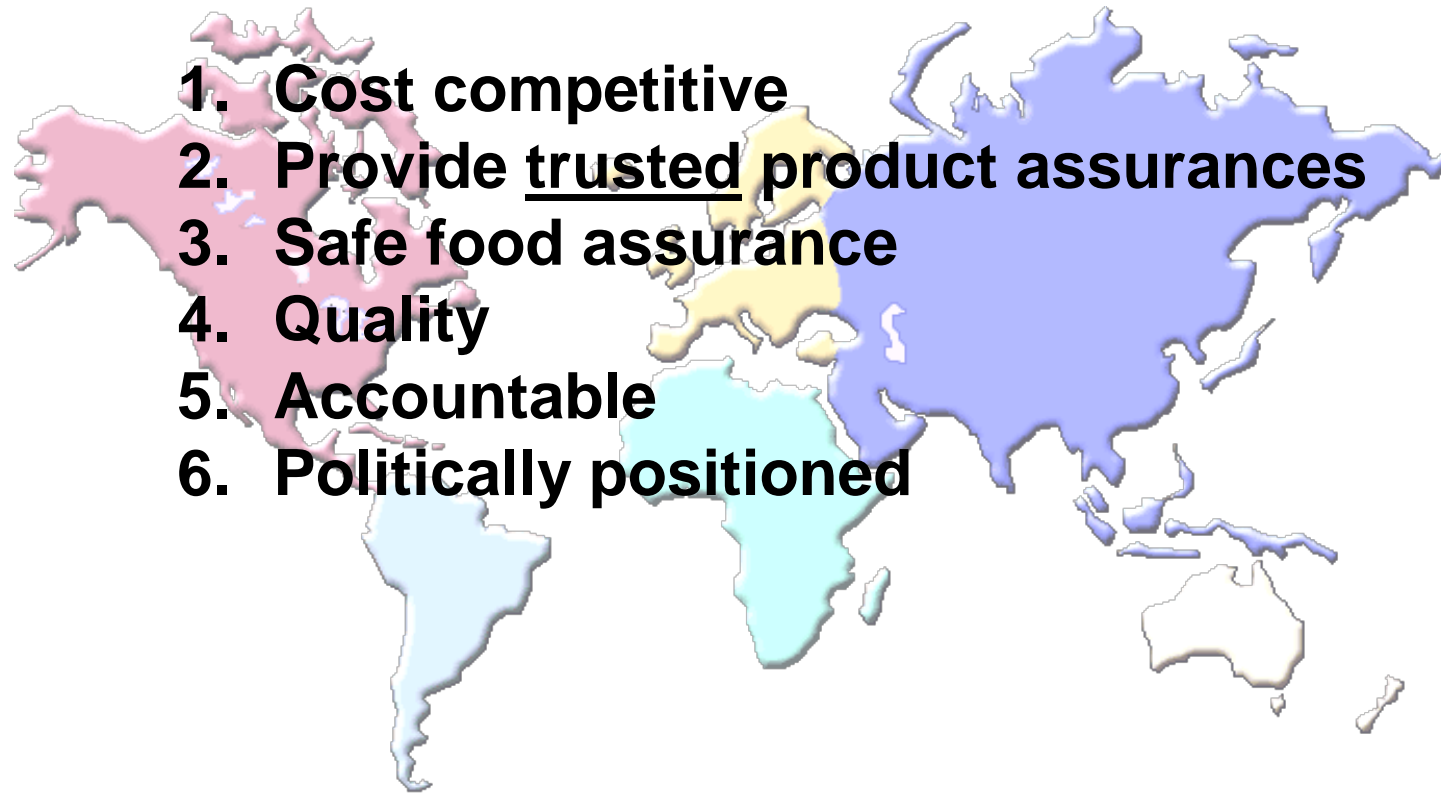 1. Cost competitive
2. Provide trusted product assurances
3. Safe food assurance
4. Quality
5. Accountable
6. Politically positioned